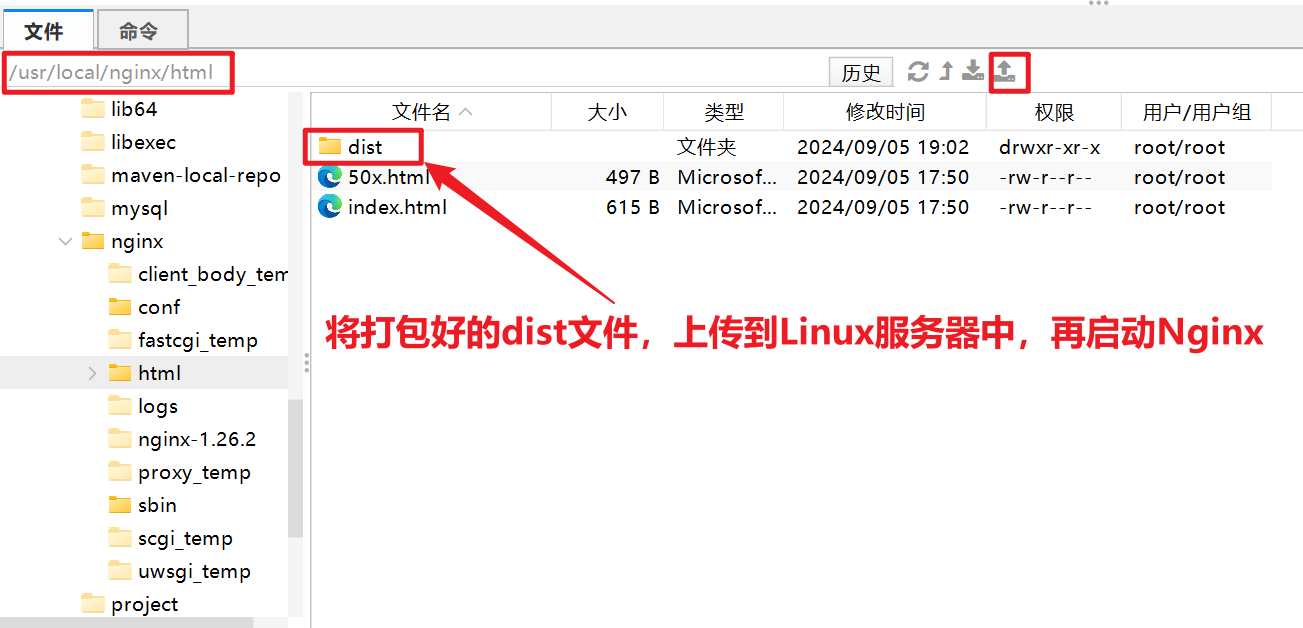 文件 命令
/usr/local/nginx/html 历史
文件名 大小 类型 修改时间 权限 用户/用户组
dist 文件夹 2024/09/05 19:02 drwxr-xr-x root/root
50x.html 497 B Microsof... 2024/09/05 17:50 -rw-r--r-- root/root
index.html 615 B Microsof... 2024/09/05 17:50 -rw-r--r-- root/root
lib64
libexec
maven-local-repo
mysql
nginx
client_body_tem
conf
fastcgi_temp
html
logs
nginx-1.26.2
proxy_temp
sbin
scgi_temp
uwsgi_temp
project
将打包好的dist文件，上传到Linux服务器中，再启动Nginx